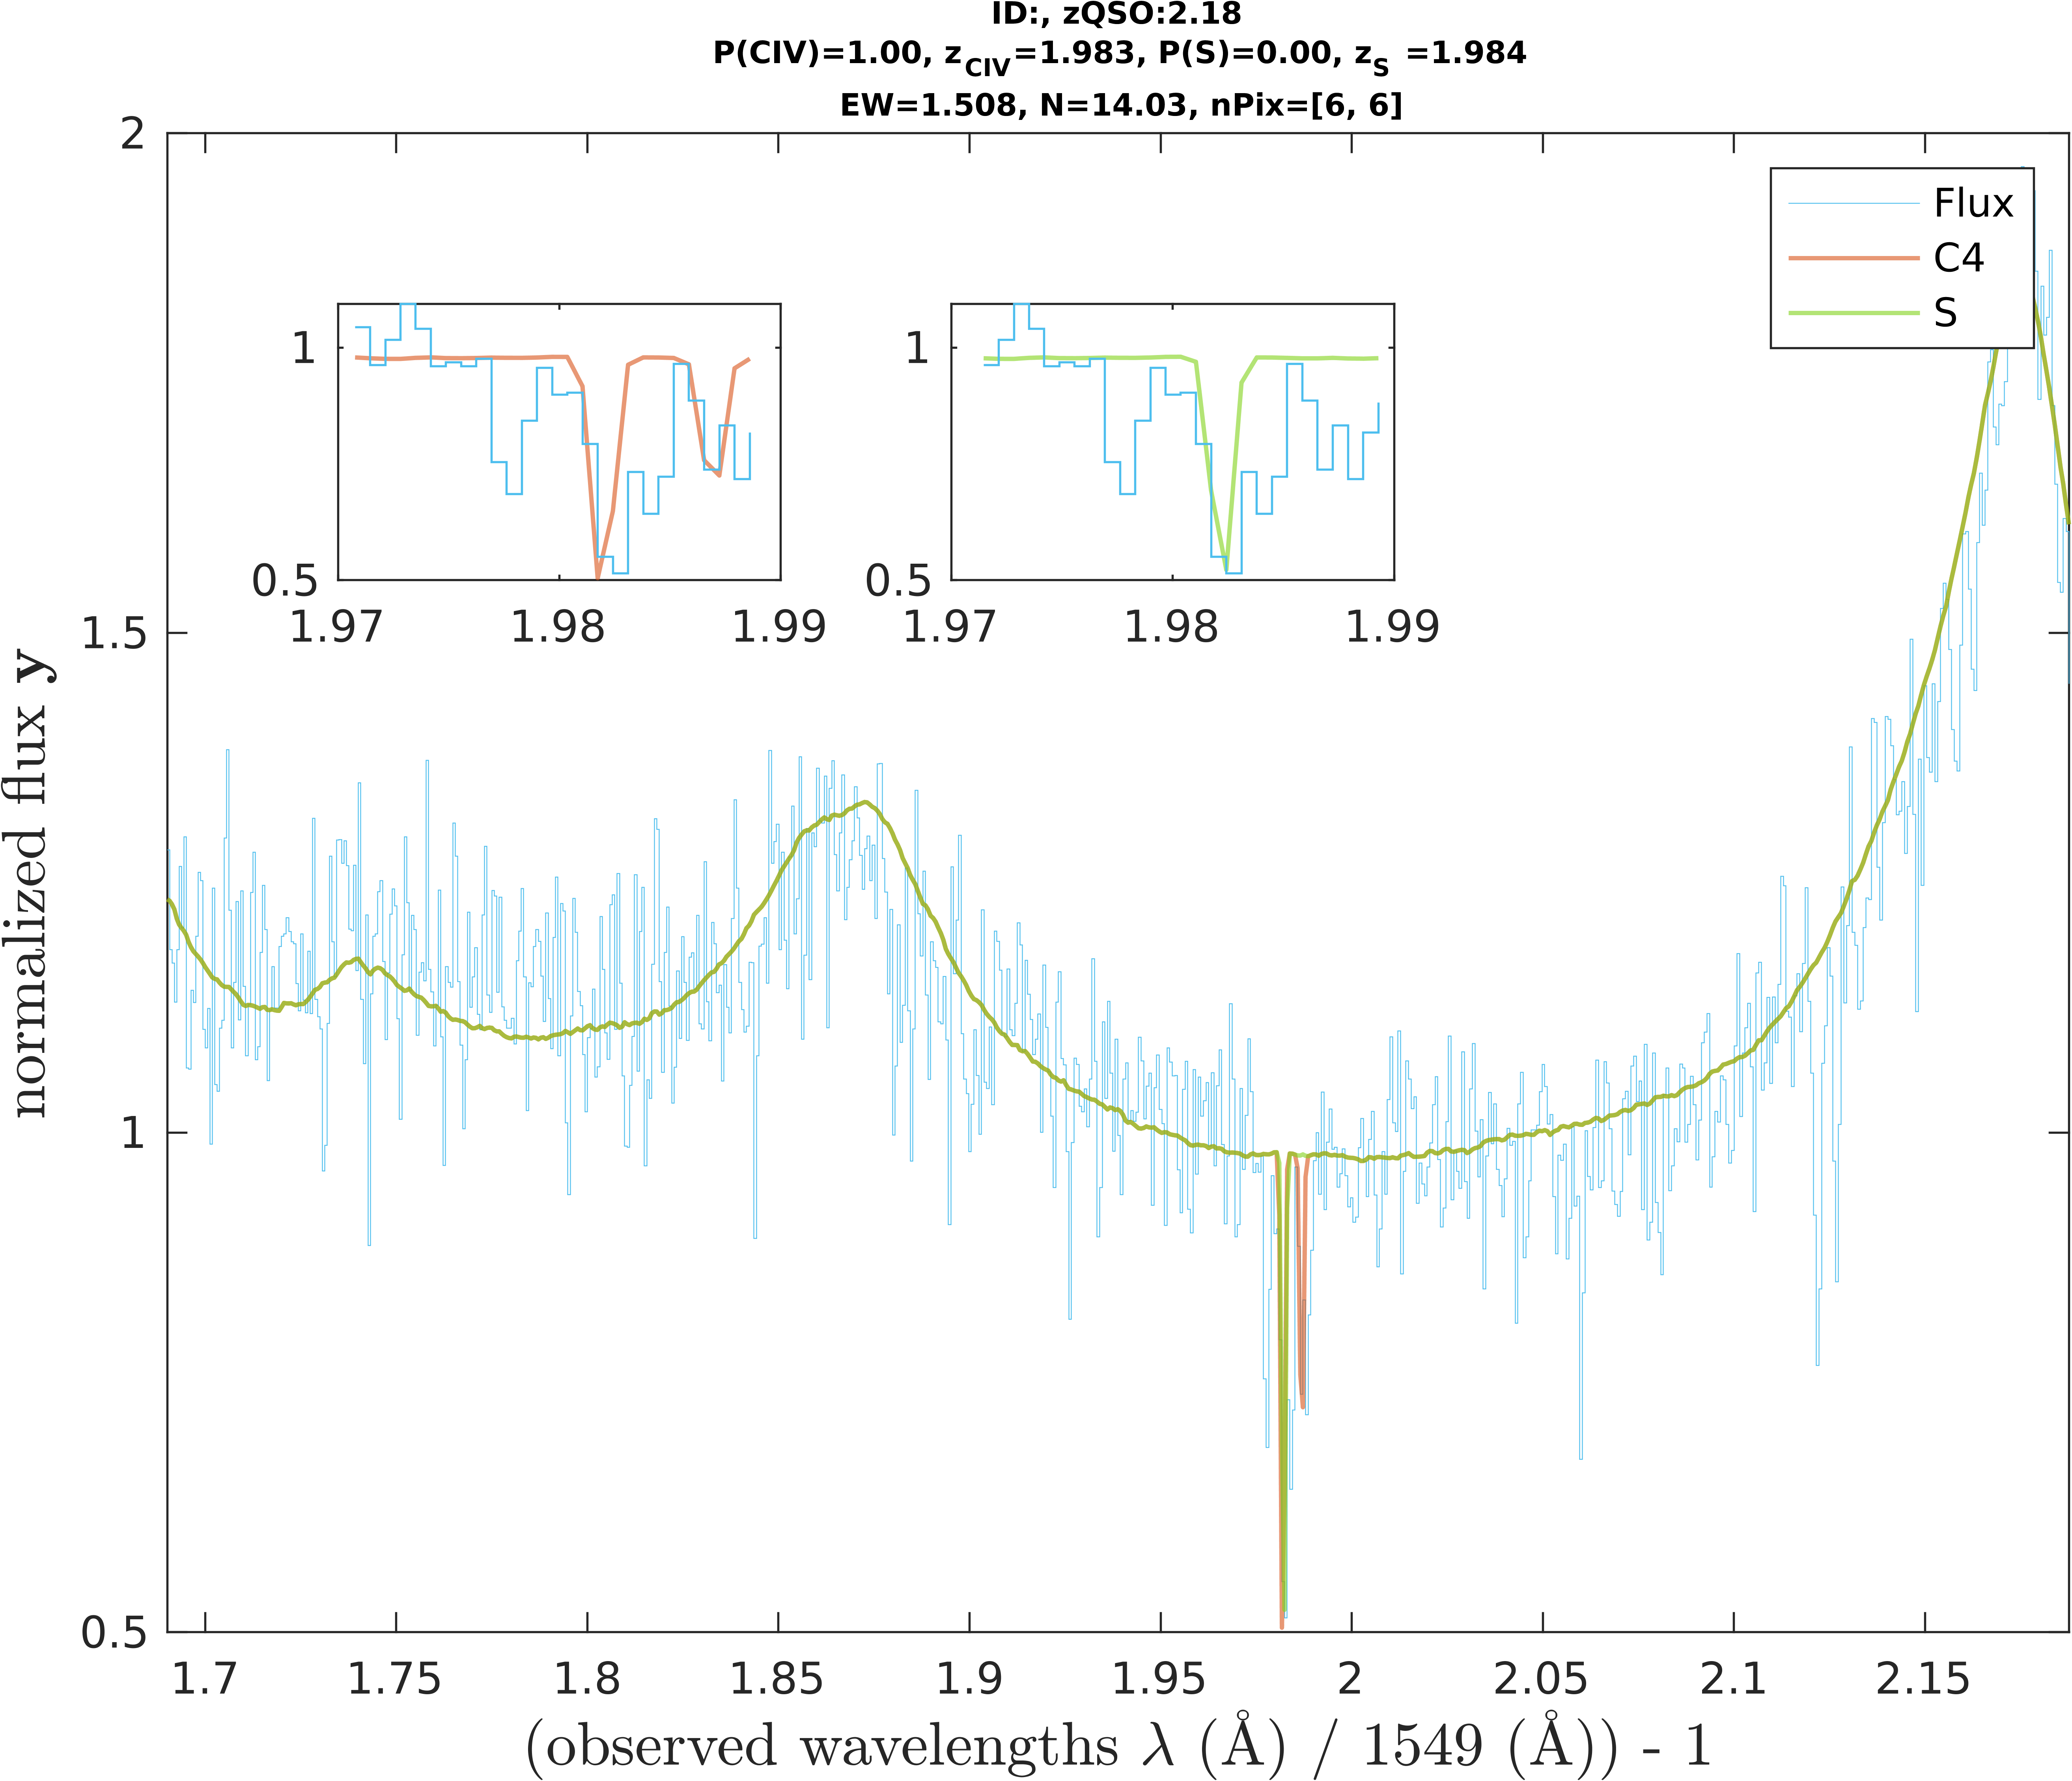 ID:, zQSO:2.18
P(CIV)=1.00, zCIV=1.983, P(S)=0.00, zS =1.984
EW=1.508, N=14.03, nPix=[6, 6]
2
1.5
1
0.5
normalized flux y
Flux
C4
S
1
0.5
1.97 1.98 1.99
1
0.5
1.97 1.98 1.99
1.7 1.75 1.8 1.85 1.9 1.95 2 2.05 2.1 2.15
(observed wavelengths λ (Å) / 1549 (Å)) - 1